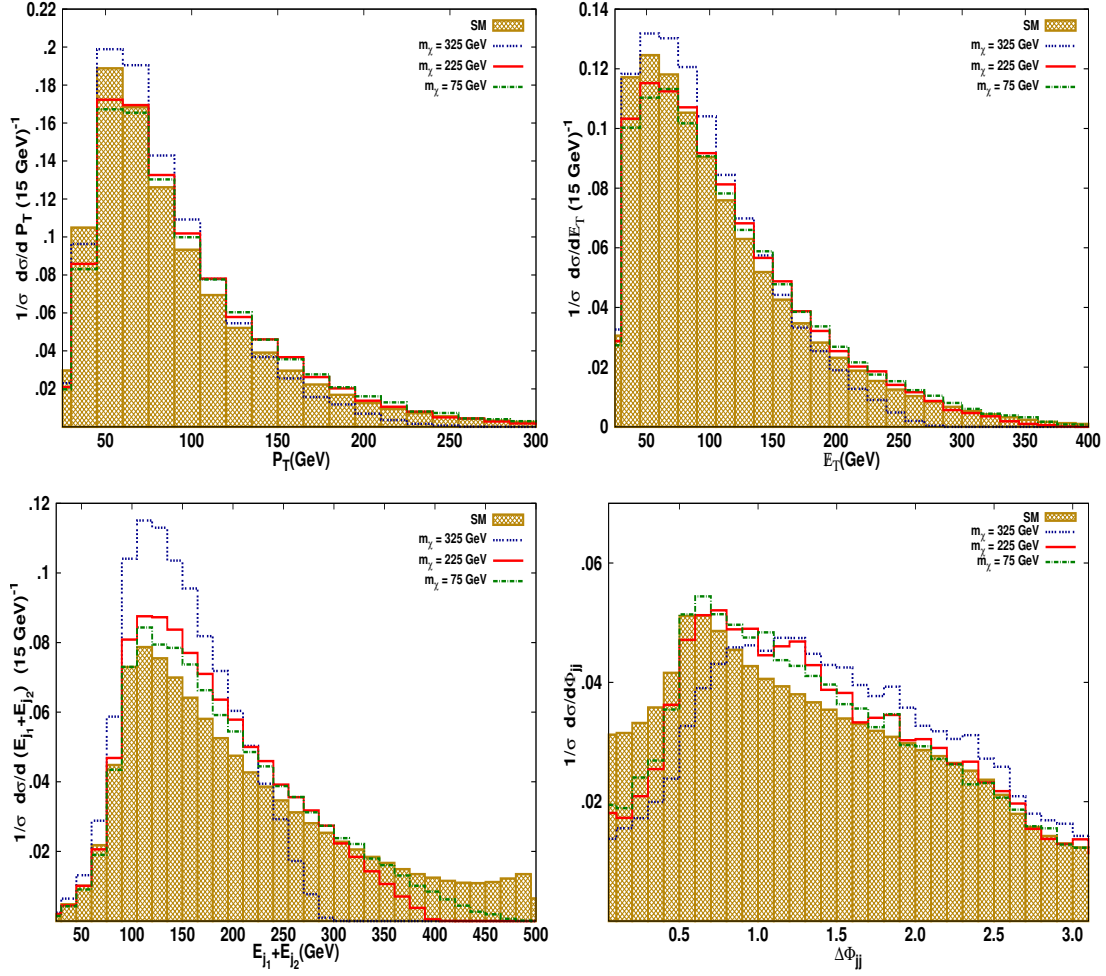 1/σ dσ/d P_T (15 GeV)^-1
.22
.2
.18
.16
.14
.12
.1
.08
.06
.04
.02
SM
m_χ = 325 GeV
m_χ = 225 GeV
m_χ = 75 GeV
50 100 150 200 250 300
P_T(GeV)
1/σ dσ/dE̸_T (15 GeV)^-1
0.14
0.12
0.1
0.08
0.06
0.04
0.02
0
SM
m_χ = 325 GeV
m_χ = 225 GeV
m_χ = 75 GeV
50 100 150 200 250 300 350 400
E̸_T(GeV)
1/σ dσ/d (E_j1+E_j2) (15 GeV)^-1
.12
.1
.08
.06
.04
.02
SM
m_χ = 325 GeV
m_χ = 225 GeV
m_χ = 75 GeV
50 100 150 200 250 300 350 400 450 500
E_j1+E_j2(GeV)
1/σ dσ/dΦ_jj
.06
.04
.02
SM
m_χ = 325 GeV
m_χ = 225 GeV
m_χ = 75 GeV
0.5 1.0 1.5 2.0 2.5 3.0
ΔΦ_jj